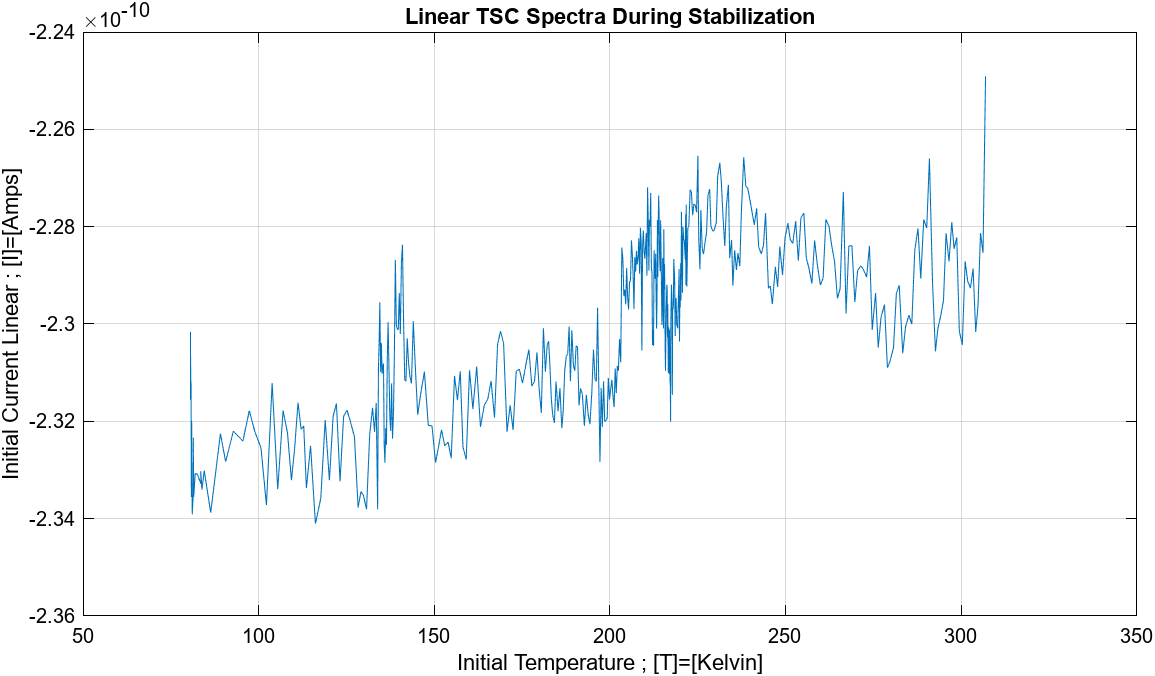 Linear TSC Spectra During Stabilization
×10-10
-2.24
-2.26
-2.28
-2.3
-2.32
-2.34
-2.36
Initial Current Linear ; [I]=[Amps]
50 100 150 200 250 300 350
Initial Temperature ; [T]=[Kelvin]